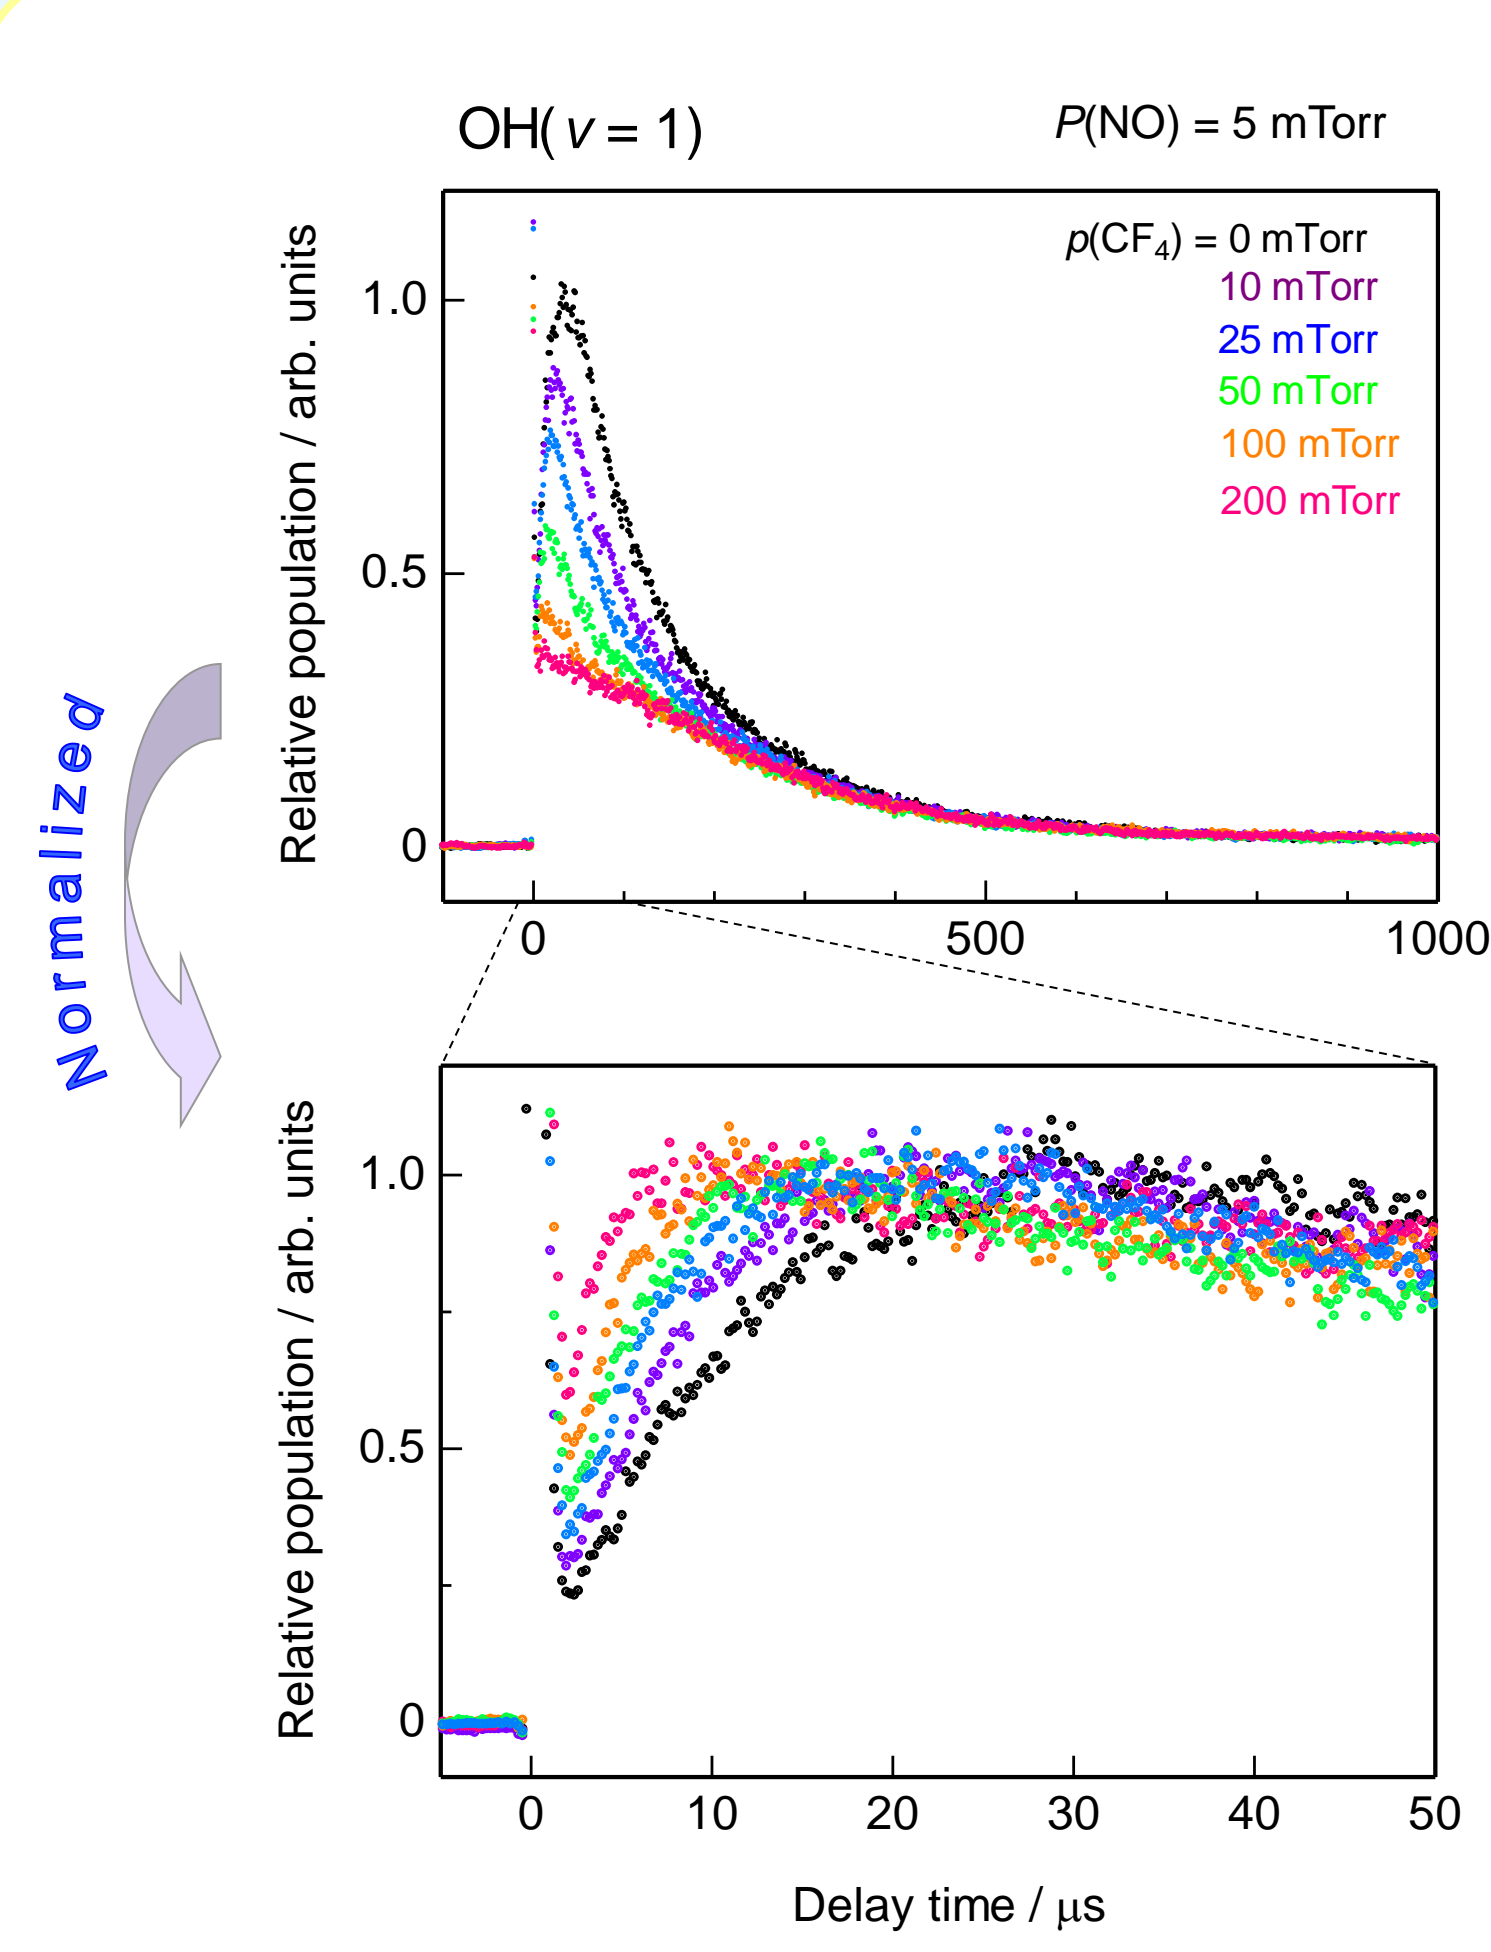 OH( v = 1)
P(NO) = 5 mTorr
p(CF₄) = 0 mTorr
10 mTorr
25 mTorr
50 mTorr
100 mTorr
200 mTorr
Relative population / arb. units
1.0
0.5
0
0 500 1000
Normalized
Relative population / arb. units
1.0
0.5
0
0 10 20 30 40 50
Delay time / μs